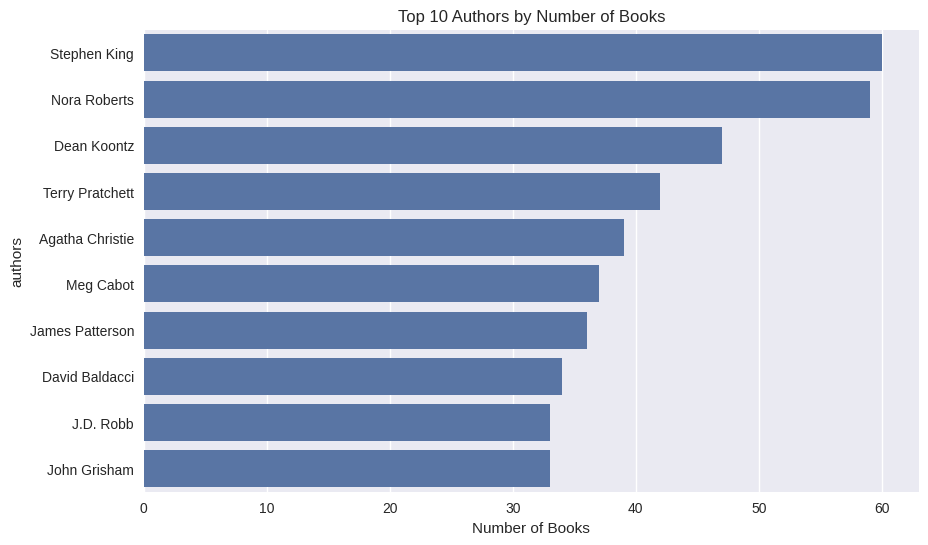 Top 10 Authors by Number of Books
Stephen King
Nora Roberts
Dean Koontz
Terry Pratchett
Agatha Christie
Meg Cabot
James Patterson
David Baldacci
J.D. Robb
John Grisham
authors
0 10 20 30 40 50 60
Number of Books